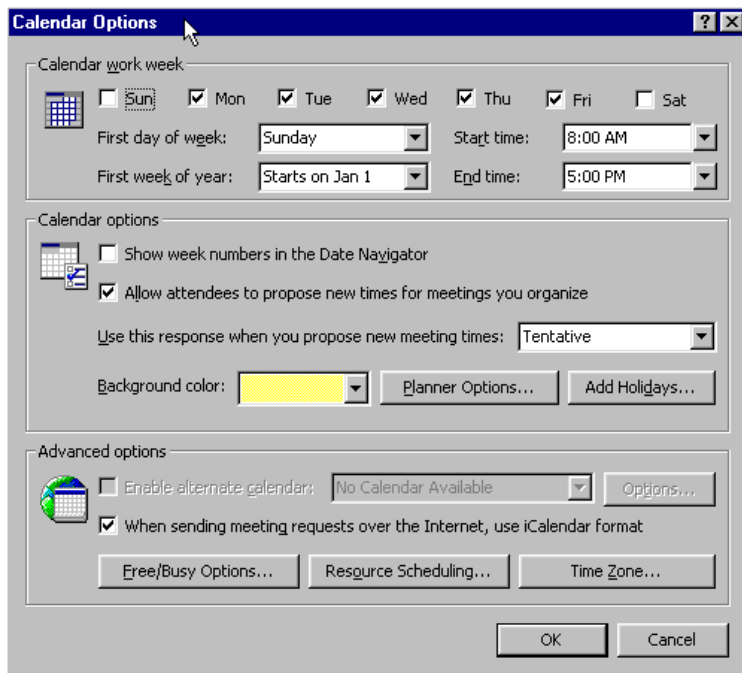 Calendar Options
Calendar work week
Sun Mon Tue Wed Thu Fri Sat
First day of week: Sunday Start time: 8:00 AM
First week of year: Starts on Jan 1 End time: 5:00 PM
Calendar options
Show week numbers in the Date Navigator
Allow attendees to propose new times for meetings you organize
Use this response when you propose new meeting times: Tentative
Background color: Planner Options... Add Holidays...
Advanced options
Enable alternate calendar: No Calendar Available Options...
When sending meeting requests over the Internet, use iCalendar format
Free/Busy Options... Resource Scheduling... Time Zone...
OK Cancel